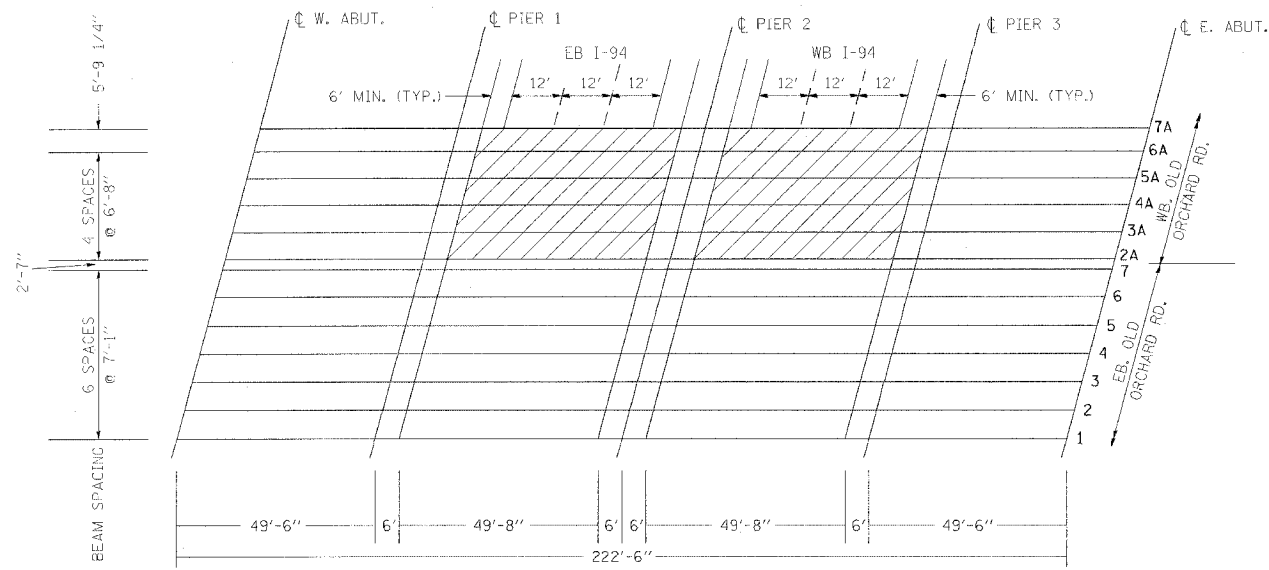 ℄ W. ABUT.
℄ PIER 1
℄ PIER 2
℄ PIER 3
℄ E. ABUT.
EB I-94
WB I-94
12' 12' 12'
12' 12' 12'
6' MIN. (TYP.)
6' MIN. (TYP.)
5'-9 1/4"
4 SPACES
@ 6'-8"
2'-7"
6 SPACES
@ 7'-1"
BEAM SPACING
7A
6A
5A
4A
3A
2A
7
6
5
4
3
2
1
WB. OLD
ORCHARD RD.
EB. OLD
ORCHARD RD.
49'-6" 6' 49'-8" 6' 6' 49'-8" 6' 49'-6"
222'-6"